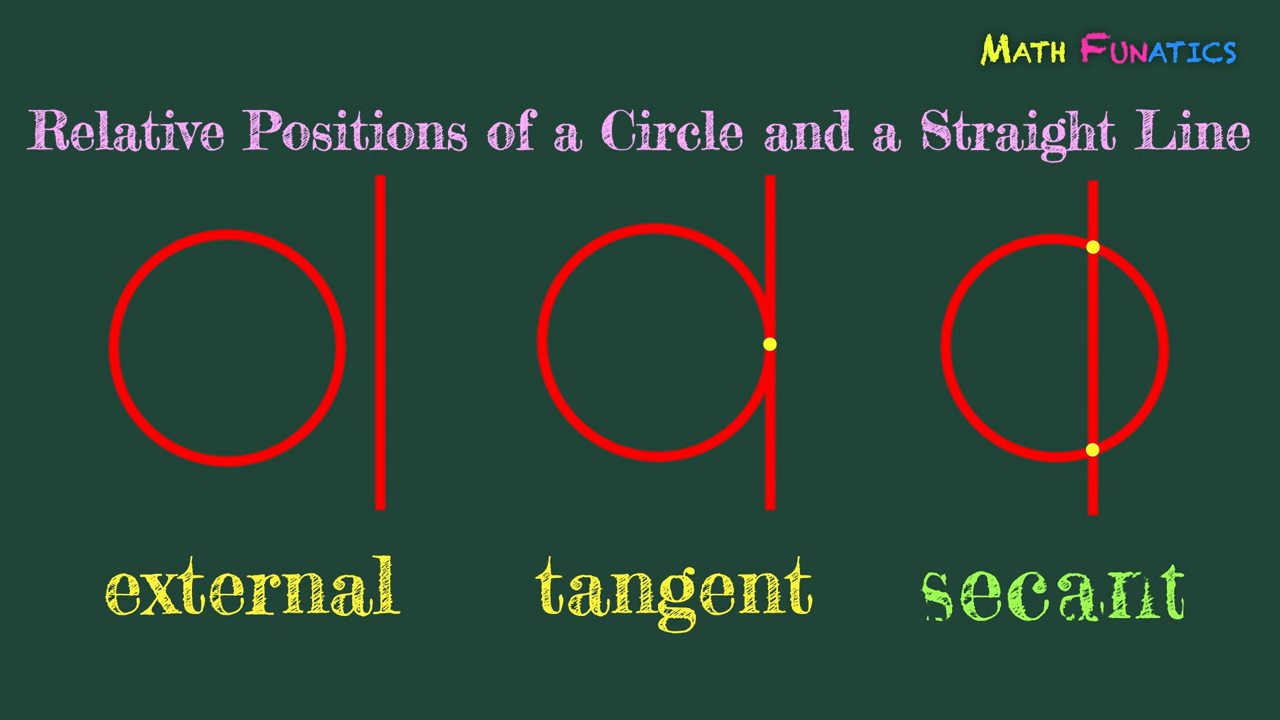 Math Funatics
Relative Positions of a Circle and a Straight Line
external
tangent
secant